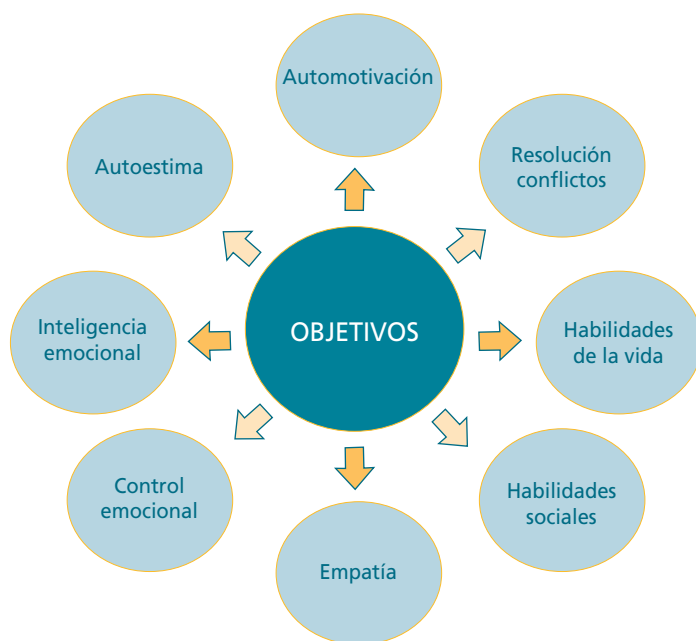 Automotivación
Autoestima
Resolución
conflictos
OBJETIVOS
Inteligencia
emocional
Habilidades
de la vida
Control
emocional
Habilidades
sociales
Empatía